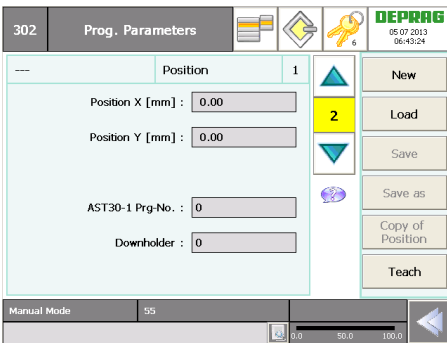 302
Prog. Parameters
6
DEPRAG
05 07 2013
06:43:24
---
Position
1
Position X [mm] : 0.00
Position Y [mm] : 0.00
AST30-1 Prg-No. : 0
Downholder : 0
2
New
Load
Save
Save as
Copy of
Position
Teach
Manual Mode
55
0.0 50.0 100.0